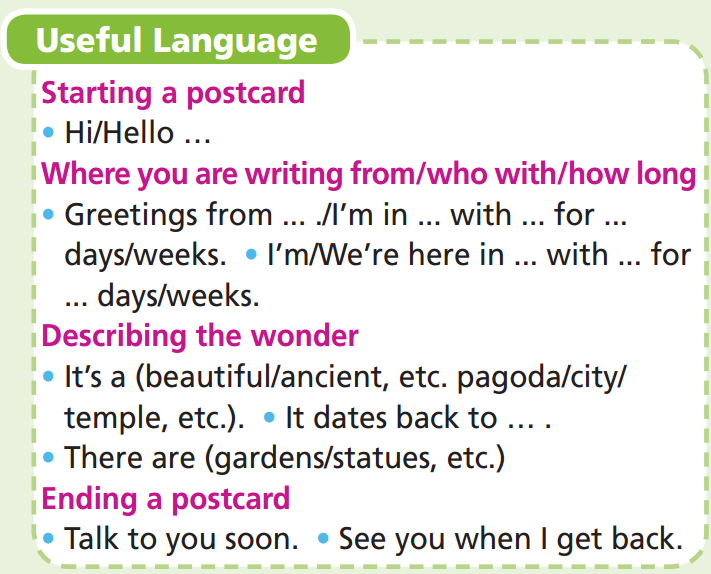 Useful Language
Starting a postcard
• Hi/Hello …
Where you are writing from/who with/how long
• Greetings from ... ./I’m in ... with ... for ...
days/weeks. • I’m/We’re here in ... with ... for
... days/weeks.
Describing the wonder
• It’s a (beautiful/ancient, etc. pagoda/city/
temple, etc.). • It dates back to … .
• There are (gardens/statues, etc.)
Ending a postcard
• Talk to you soon. • See you when I get back.